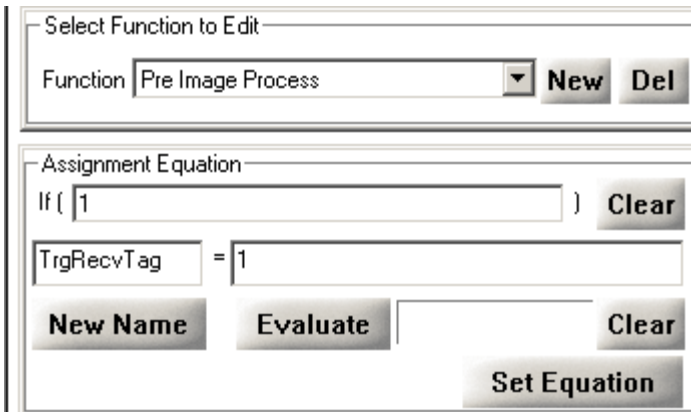 Select Function to Edit
Function Pre Image Process New Del
Assignment Equation
If ( 1 ) Clear
TrgRecvTag = 1
New Name Evaluate Clear
Set Equation